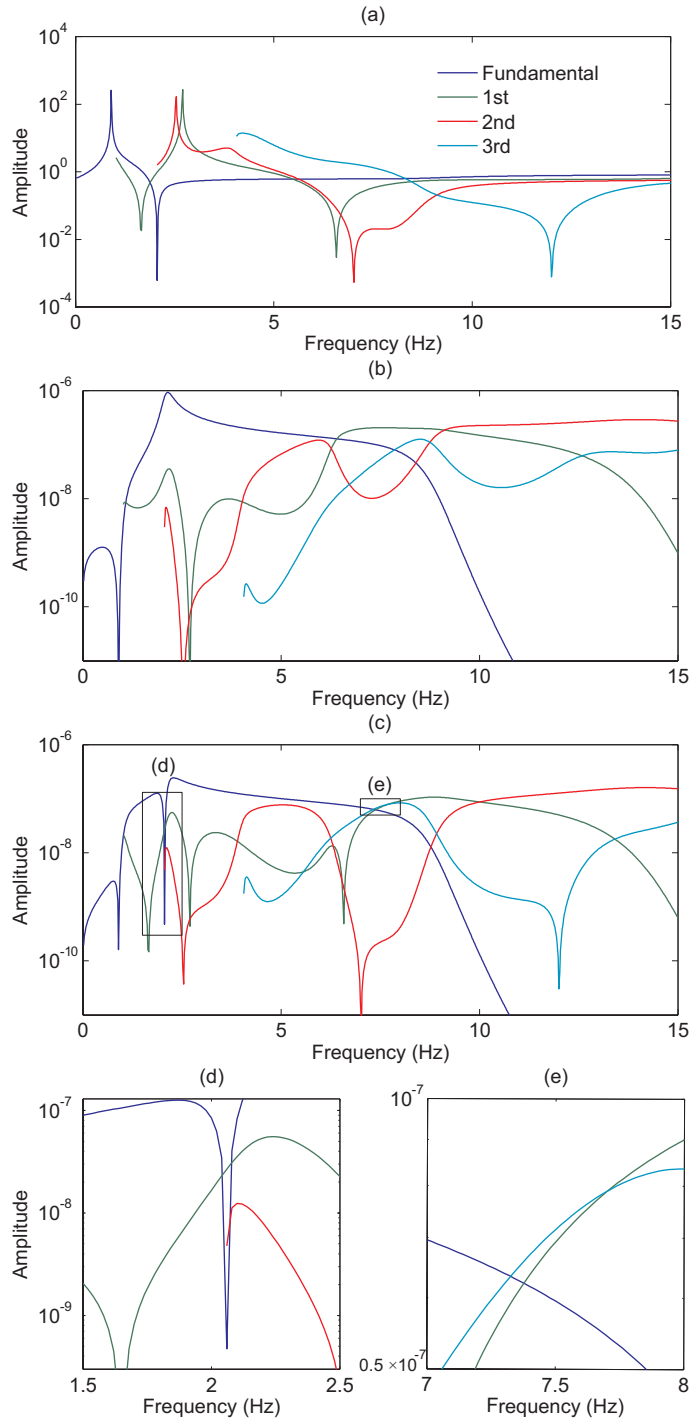 (a)
10^4
10^2
10^0
10^-2
10^-4
Amplitude
Fundamental
1st
2nd
3rd
0 5 10 15
Frequency (Hz)
(b)
10^-6
10^-8
10^-10
Amplitude
0 5 10 15
Frequency (Hz)
(c)
10^-6
10^-8
10^-10
Amplitude
(d)
(e)
0 5 10 15
Frequency (Hz)
(d)
10^-7
10^-8
10^-9
Amplitude
1.5 2 2.5
Frequency (Hz)
(e)
10^-7
0.5 ×10^-7
7 7.5 8
Frequency (Hz)